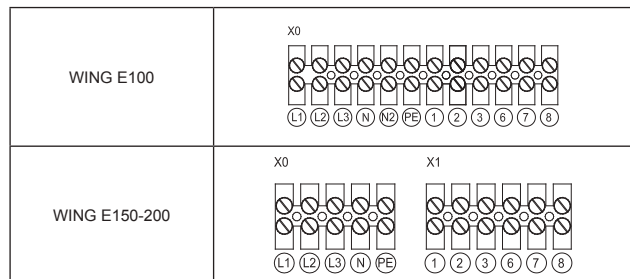 X0
WING E100
L1 L2 L3 N N2 PE 1 2 3 6 7 8
X0 X1
WING E150-200
L1 L2 L3 N PE 1 2 3 6 7 8